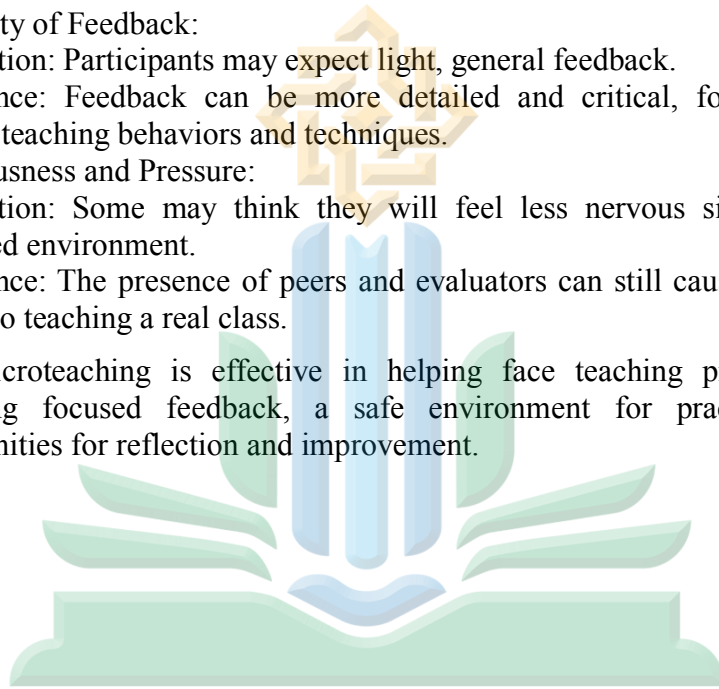 ty of Feedback:
tion: Participants may expect light, general feedback.
nce: Feedback can be more detailed and critical, fo
teaching behaviors and techniques.
usness and Pressure:
tion: Some may think they will feel less nervous si
ed environment.
nce: The presence of peers and evaluators can still cau
o teaching a real class.
croteaching is effective in helping face teaching p
g focused feedback, a safe environment for prac
nities for reflection and improvement.